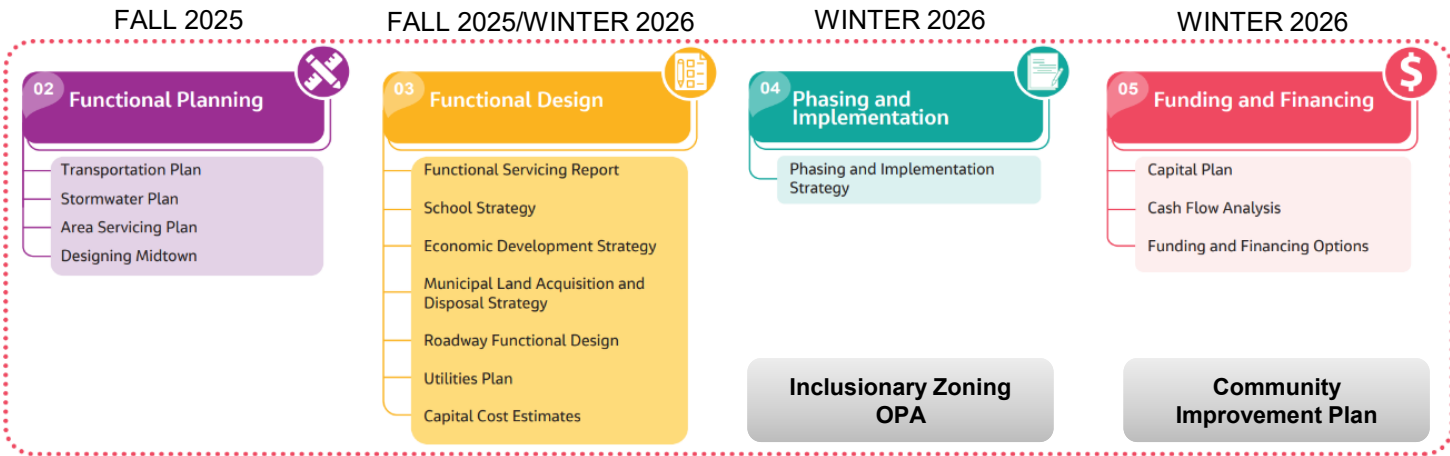 FALL 2025
FALL 2025/WINTER 2026
WINTER 2026
WINTER 2026
02
Functional Planning
Transportation Plan
Stormwater Plan
Area Servicing Plan
Designing Midtown
03
Functional Design
Functional Servicing Report
School Strategy
Economic Development Strategy
Municipal Land Acquisition and
Disposal Strategy
Roadway Functional Design
Utilities Plan
Capital Cost Estimates
04
Phasing and
Implementation
Phasing and Implementation
Strategy
Inclusionary Zoning
OPA
05
Funding and Financing
$
Capital Plan
Cash Flow Analysis
Funding and Financing Options
Community
Improvement Plan